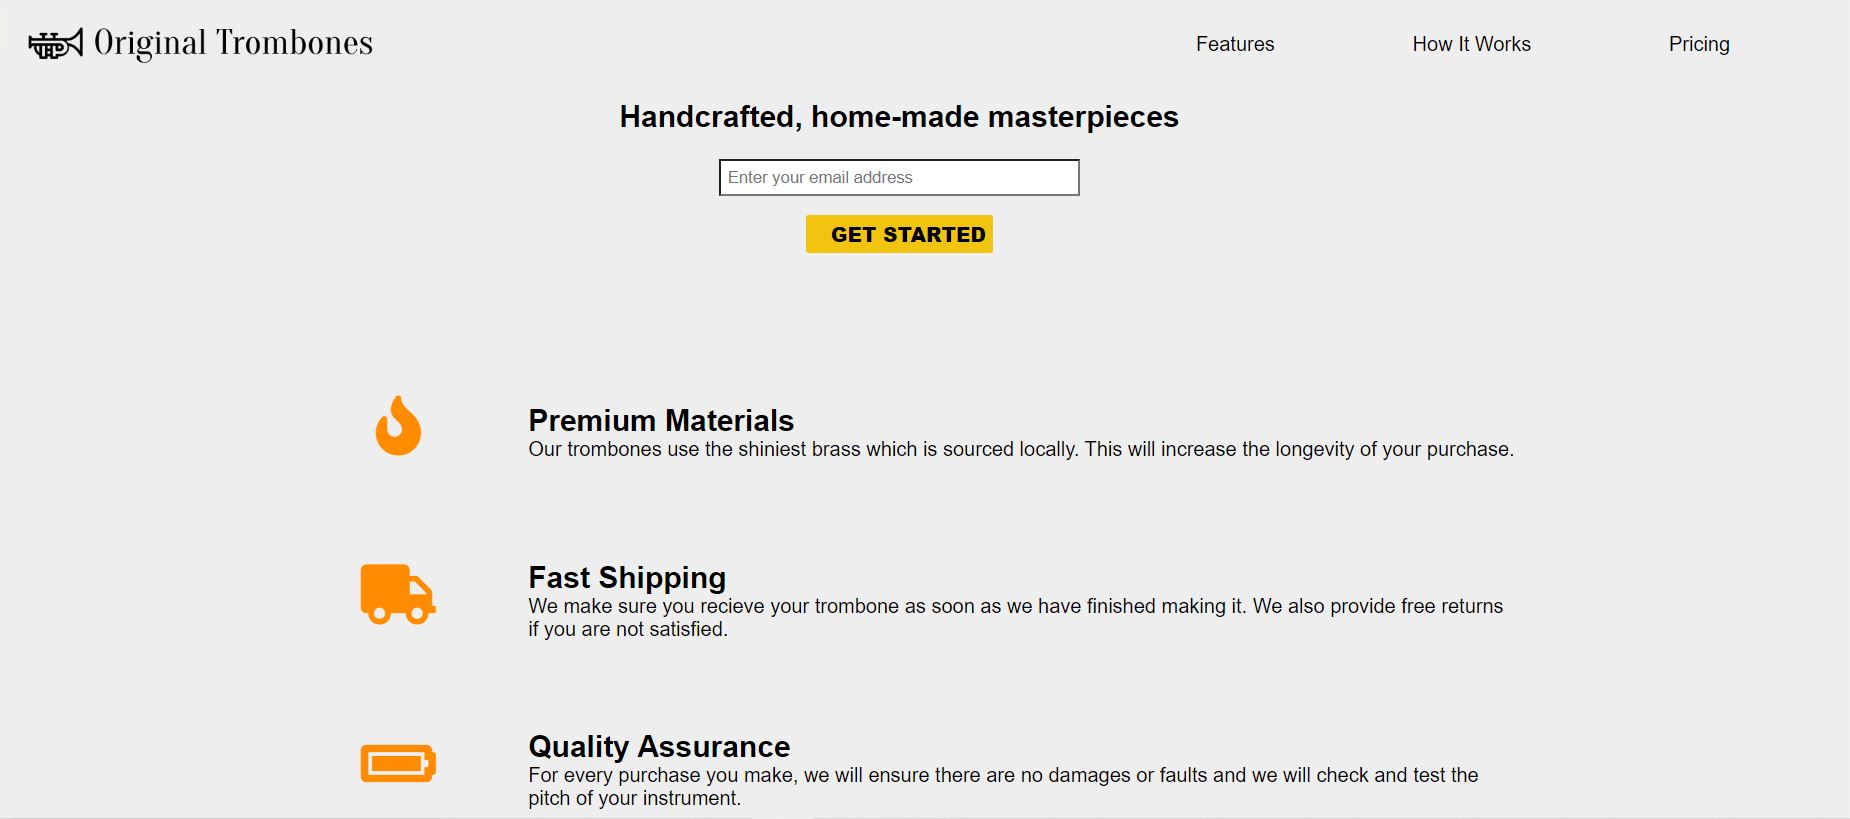 Original Trombones
Features
How It Works
Pricing
Handcrafted, home-made masterpieces
Enter your email address
GET STARTED
Premium Materials
Our trombones use the shiniest brass which is sourced locally. This will increase the longevity of your purchase.
Fast Shipping
We make sure you recieve your trombone as soon as we have finished making it. We also provide free returns
if you are not satisfied.
Quality Assurance
For every purchase you make, we will ensure there are no damages or faults and we will check and test the
pitch of your instrument.